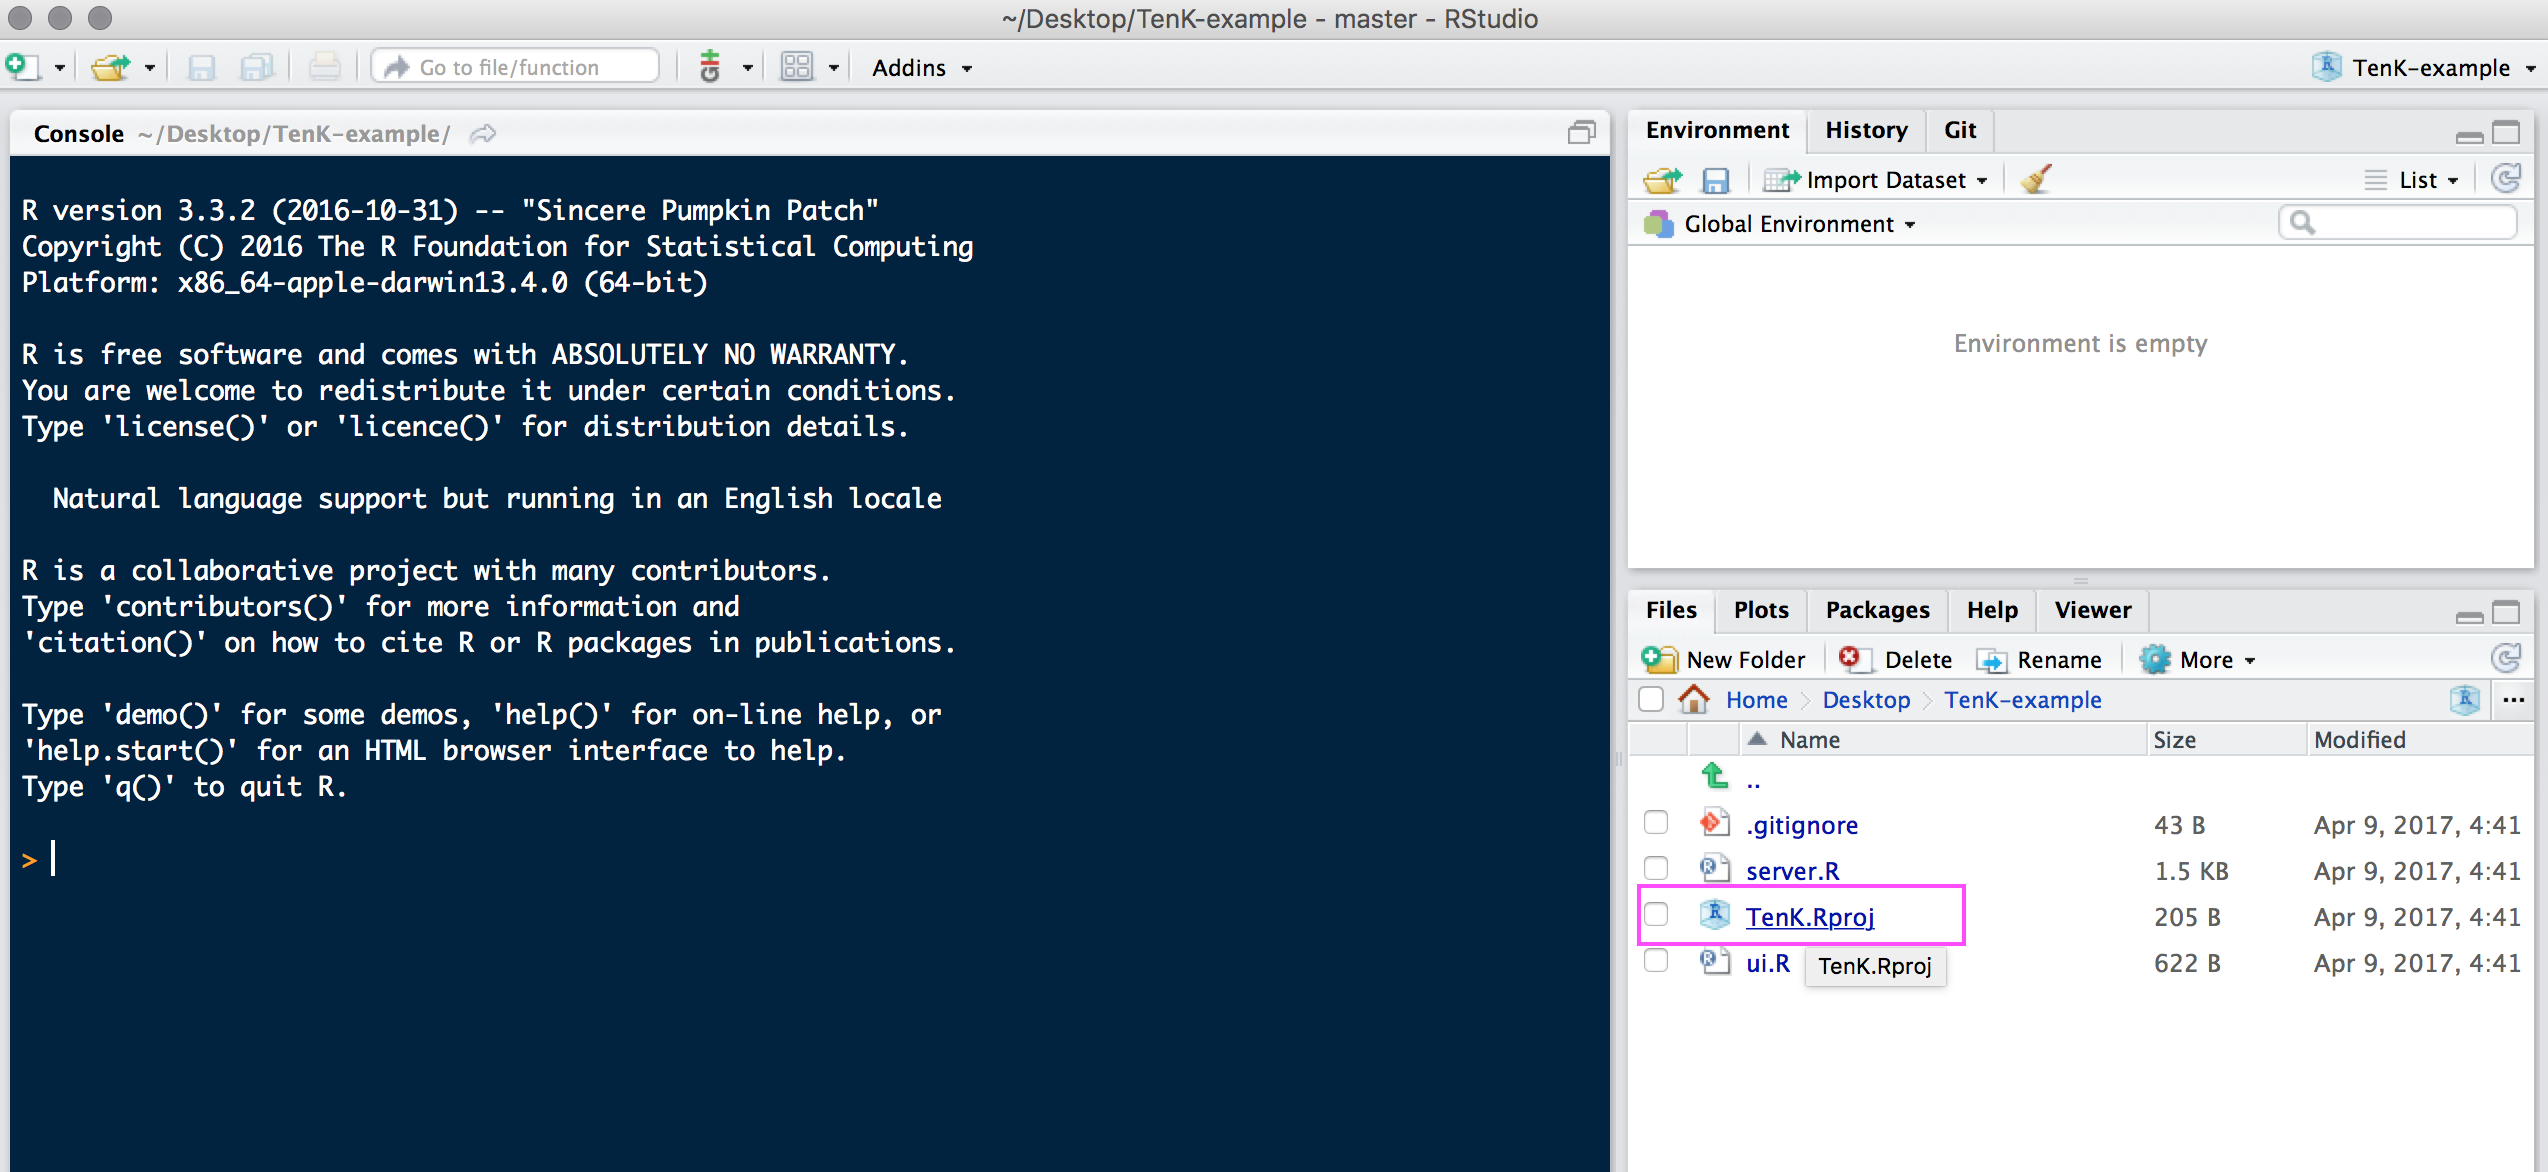 ~/Desktop/TenK-example - master - RStudio
Go to file/function
Addins
TenK-example
Console ~/Desktop/TenK-example/
R version 3.3.2 (2016-10-31) -- "Sincere Pumpkin Patch"
Copyright (C) 2016 The R Foundation for Statistical Computing
Platform: x86_64-apple-darwin13.4.0 (64-bit)
R is free software and comes with ABSOLUTELY NO WARRANTY.
You are welcome to redistribute it under certain conditions.
Type 'license()' or 'licence()' for distribution details.
Natural language support but running in an English locale
R is a collaborative project with many contributors.
Type 'contributors()' for more information and
'citation()' on how to cite R or R packages in publications.
Type 'demo()' for some demos, 'help()' for on-line help, or
'help.start()' for an HTML browser interface to help.
Type 'q()' to quit R.
>
Environment History Git
Import Dataset List
Global Environment
Environment is empty
Files Plots Packages Help Viewer
New Folder Delete Rename More
Home Desktop TenK-example ...
Name Size Modified
..
.gitignore 43 B Apr 9, 2017, 4:41
server.R 1.5 KB Apr 9, 2017, 4:41
TenK.Rproj 205 B Apr 9, 2017, 4:41
ui.R 622 B Apr 9, 2017, 4:41
TenK.Rproj